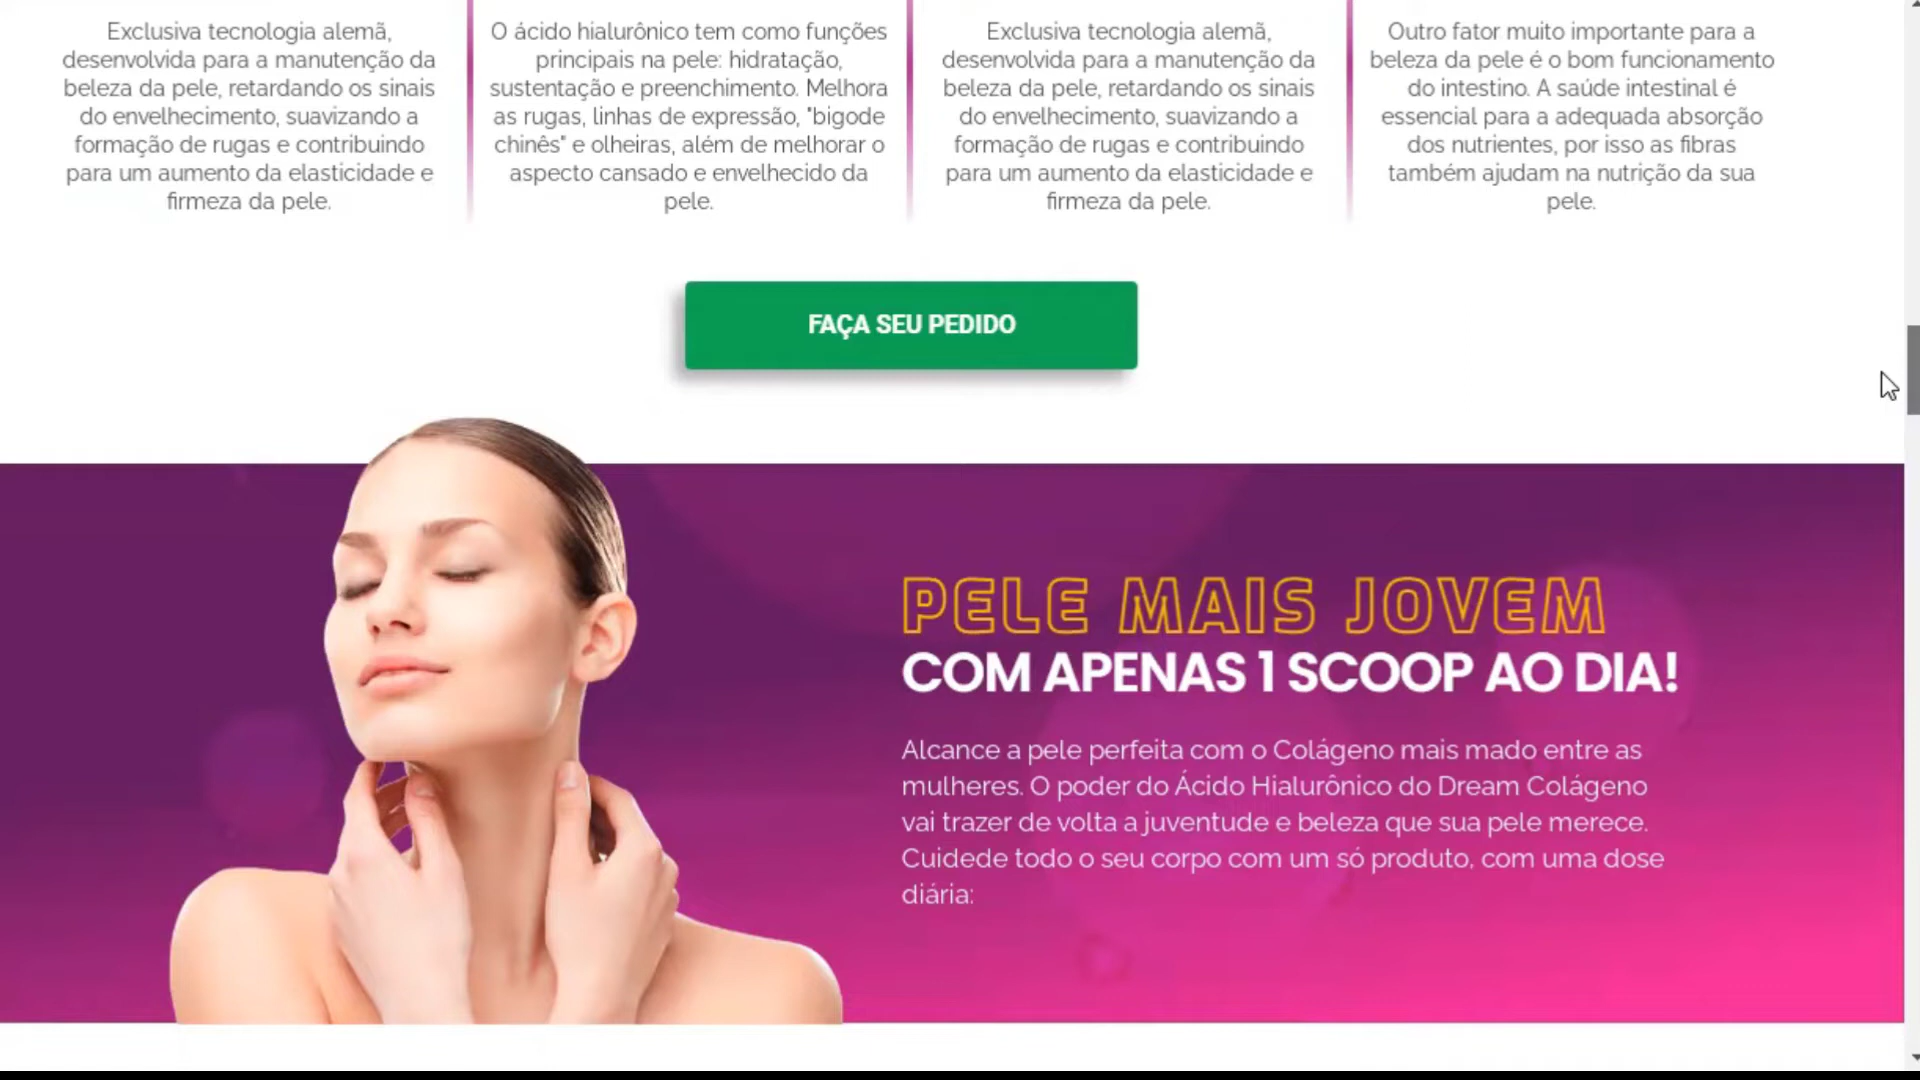 Exclusiva tecnologia alemã,
desenvolvida para a manutenção da
beleza da pele, retardando os sinais
do envelhecimento, suavizando a
formação de rugas e contribuindo
para um aumento da elasticidade e
firmeza da pele.
O ácido hialurônico tem como funções
principais na pele: hidratação,
sustentação e preenchimento. Melhora
as rugas, linhas de expressão, "bigode
chinês" e olheiras, além de melhorar o
aspecto cansado e envelhecido da
pele.
Exclusiva tecnologia alemã,
desenvolvida para a manutenção da
beleza da pele, retardando os sinais
do envelhecimento, suavizando a
formação de rugas e contribuindo
para um aumento da elasticidade e
firmeza da pele.
Outro fator muito importante para a
beleza da pele é o bom funcionamento
do intestino. A saúde intestinal é
essencial para a adequada absorção
dos nutrientes, por isso as fibras
também ajudam na nutrição da sua
pele.
FAÇA SEU PEDIDO
PELE MAIS JOVEM
COM APENAS 1 SCOOP AO DIA!
Alcance a pele perfeita com o Colágeno mais mado entre as
mulheres. O poder do Ácido Hialurônico do Dream Colágeno
vai trazer de volta a juventude e beleza que sua pele merece.
Cuidede todo o seu corpo com um só produto, com uma dose
diária: